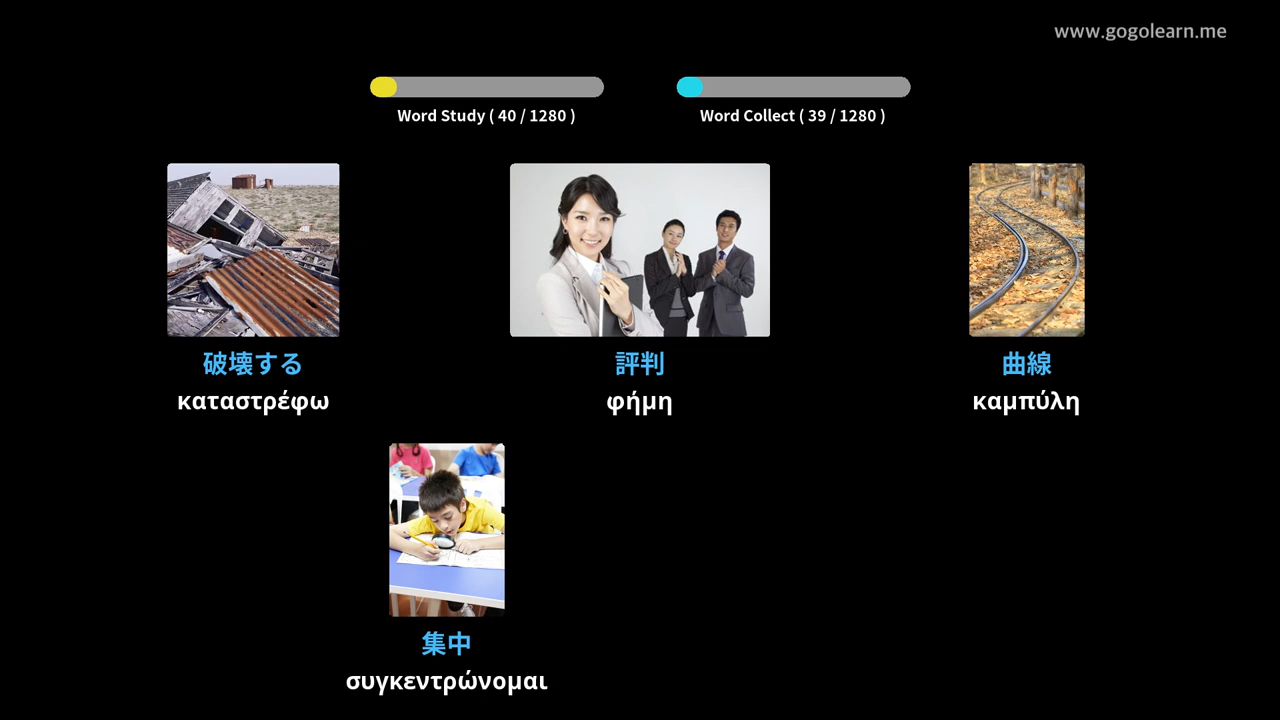 www.gogolearn.me
Word Study ( 40 / 1280 )
Word Collect ( 39 / 1280 )
破壊する
καταστρέφω
評判
φήμη
曲線
καμπύλη
集中
συγκεντρώνομαι